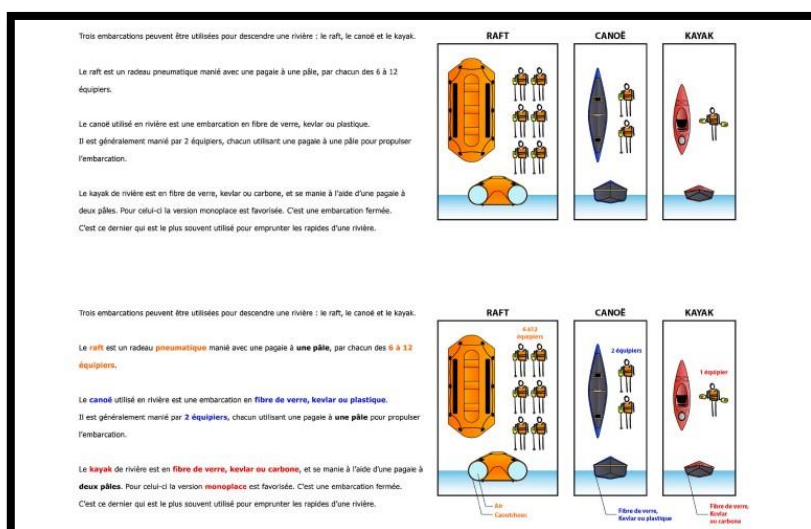 Trois embarcations peuvent être utilisées pour descendre une rivière : le raft, le canoë et le kayak.
Le raft est un radeau pneumatique manié avec une pagaie à une pâle, par chacun des 6 à 12
équipiers.
Le canoë utilisé en rivière est une embarcation en fibre de verre, kevlar ou plastique.
Il est généralement manié par 2 équipiers, chacun utilisant une pagaie à une pâle pour propulser
l'embarcation.
Le kayak de rivière est en fibre de verre, kevlar ou carbone, et se manie à l'aide d'une pagaie à
deux pâles. Pour celui-ci la version monoplace est favorisée. C'est une embarcation fermée.
C'est ce dernier qui est le plus souvent utilisé pour emprunter les rapides d'une rivière.
RAFT
CANOË
KAYAK
Trois embarcations peuvent être utilisées pour descendre une rivière : le raft, le canoë et le kayak.
Le raft est un radeau pneumatique manié avec une pagaie à une pâle, par chacun des 6 à 12
équipiers.
Le canoë utilisé en rivière est une embarcation en fibre de verre, kevlar ou plastique.
Il est généralement manié par 2 équipiers, chacun utilisant une pagaie à une pâle pour propulser
l'embarcation.
Le kayak de rivière est en fibre de verre, kevlar ou carbone, et se manie à l'aide d'une pagaie à
deux pâles. Pour celui-ci la version monoplace est favorisée. C'est une embarcation fermée.
C'est ce dernier qui est le plus souvent utilisé pour emprunter les rapides d'une rivière.
RAFT
6 à 12
équipiers
Air
Caoutchouc
CANOË
2 équipiers
Fibre de verre,
Kevlar ou plastique
KAYAK
1 équipier
Fibre de verre,
Kevlar
ou carbone